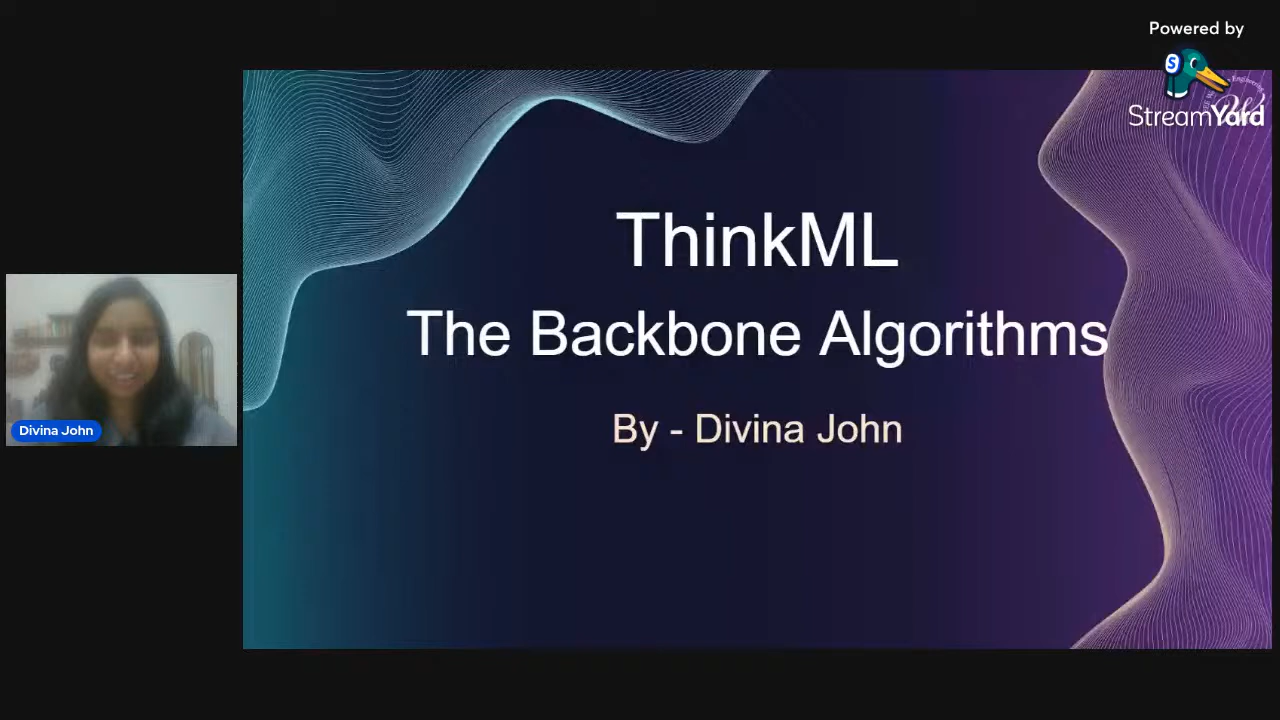 Powered by
S
StreamYard
ThinkML
The Backbone Algorithms
By - Divina John
Divina John